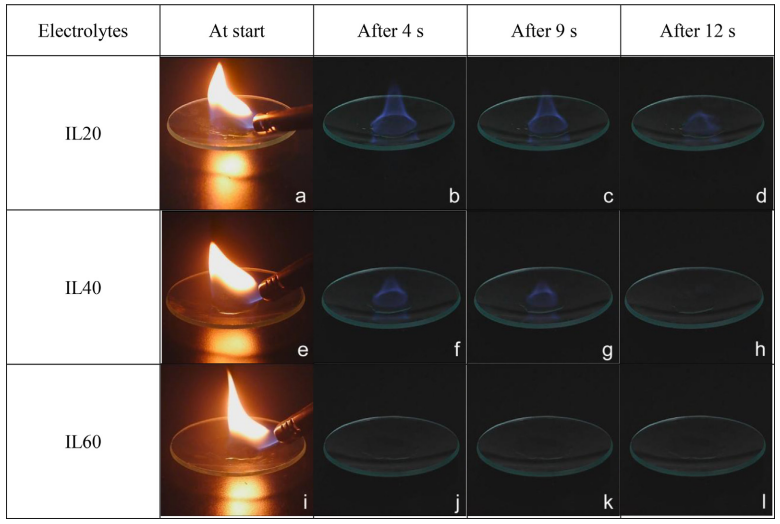 Electrolytes At start After 4 s After 9 s After 12 s
IL20
a b c d
IL40
e f g h
IL60
i j k l